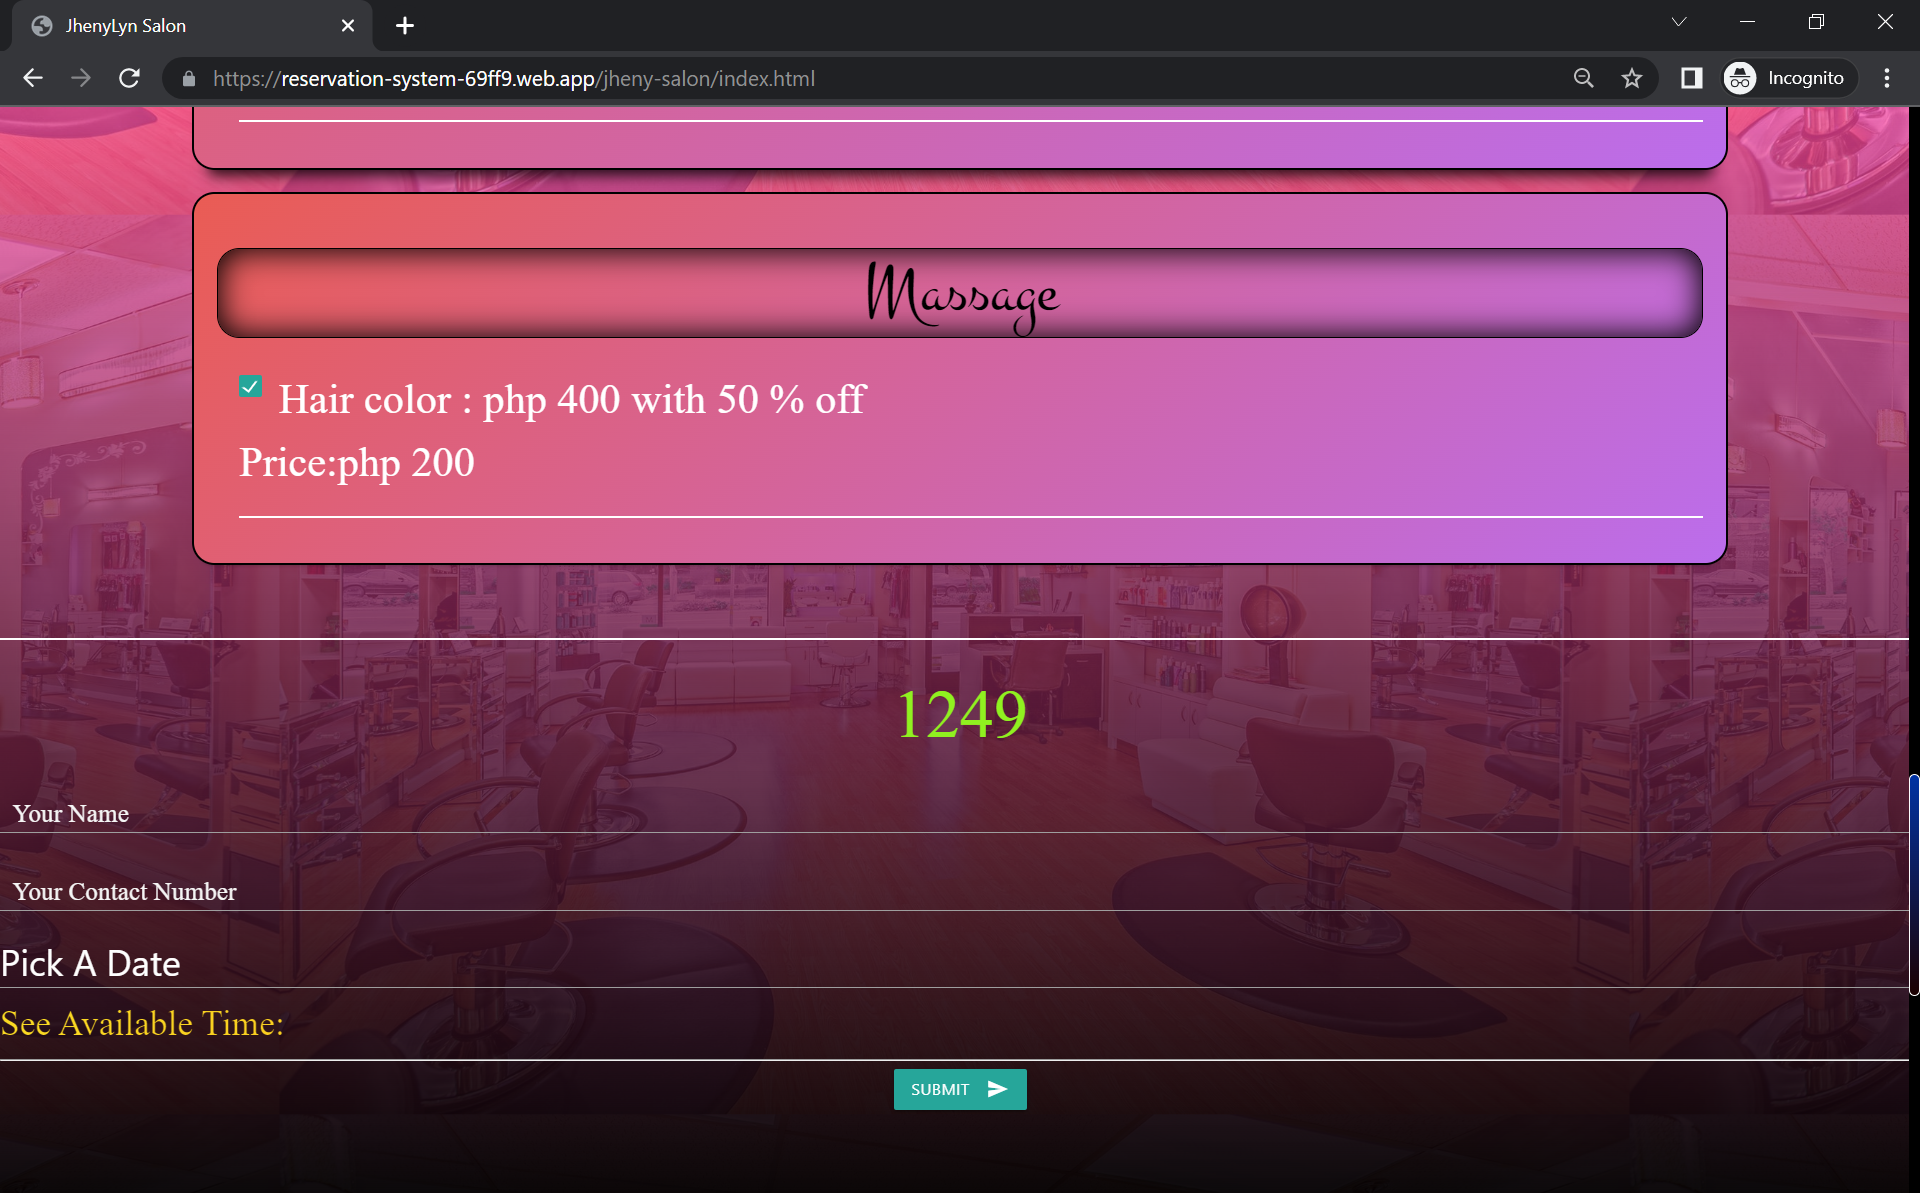 JhenyLyn Salon
https://reservation-system-69ff9.web.app/jheny-salon/index.html
Incognito
Massage
Hair color : php 400 with 50 % off
Price:php 200
1249
Your Name
Your Contact Number
Pick A Date
See Available Time:
SUBMIT